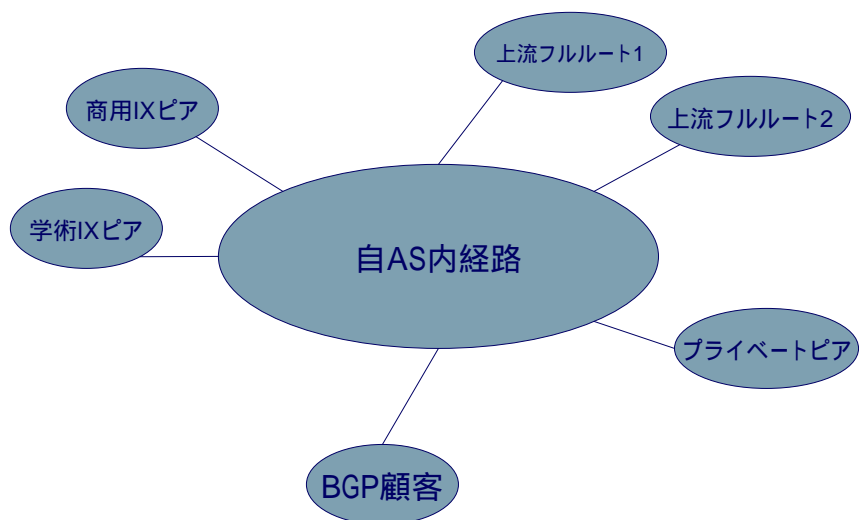 上流フルルート1
商用IXピア
上流フルルート2
学術IXピア
自AS内経路
プライベートピア
BGP顧客